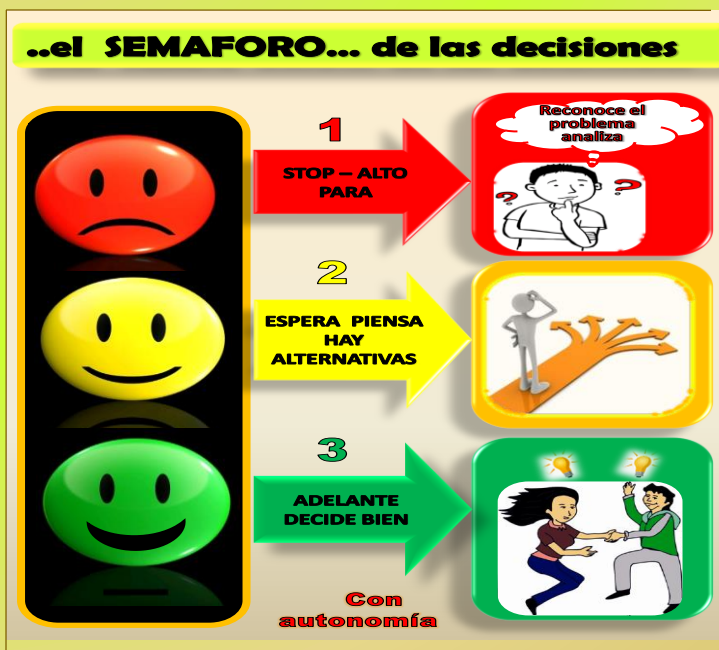 ..el SEMAFORO... de las decisiones
1
STOP – ALTO
PARA
Reconoce el
problema
analiza
? ?
2
ESPERA PIENSA
HAY
ALTERNATIVAS
3
ADELANTE
DECIDE BIEN
Con
autonomía